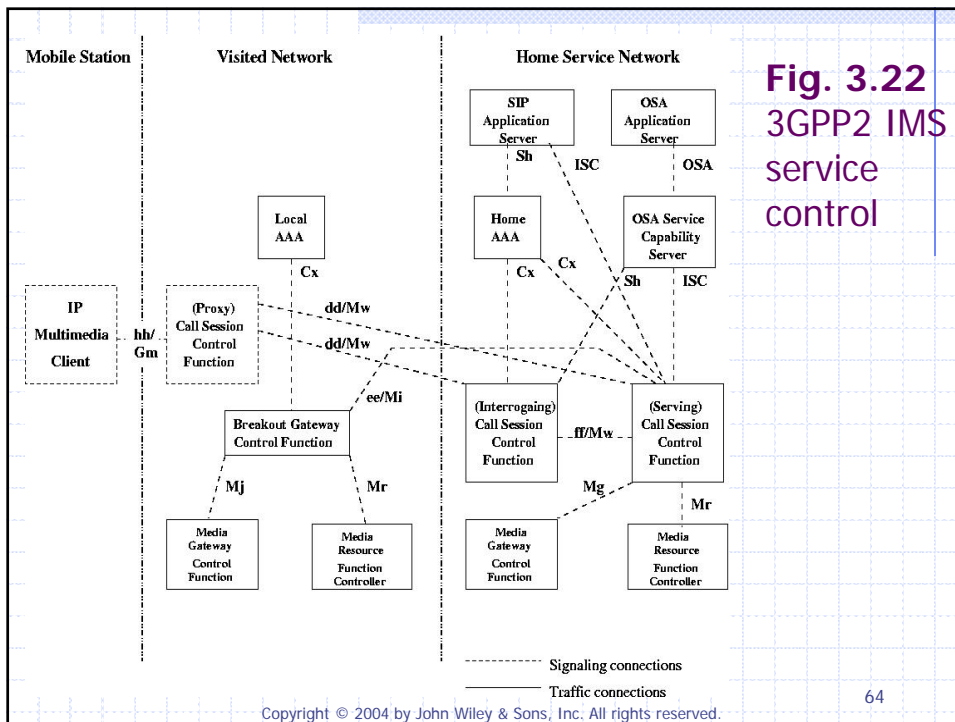 Mobile Station
Visited Network
Home Service Network
Fig. 3.22
3GPP2 IMS
service
control
SIP
Application
Server
OSA
Application
Server
Sh
ISC
OSA
Local
AAA
Home
AAA
OSA Service
Capability
Server
Cx
Cx
Cx
Sh
ISC
IP
Multimedia
Client
hh/
Gm
(Proxy)
Call Session
Control
Function
dd/Mw
dd/Mw
ee/Mi
Breakout Gateway
Control Function
(Interrogaing)
Call Session
Control
Function
ff/Mw
(Serving)
Call Session
Control
Function
Mj
Mr
Mg
Mr
Media
Gateway
Control
Function
Media
Resource
Function
Controller
Media
Gateway
Control
Function
Media
Resource
Function
Controller
Signaling connections
Traffic connections
Copyright © 2004 by John Wiley & Sons, Inc. All rights reserved.
64